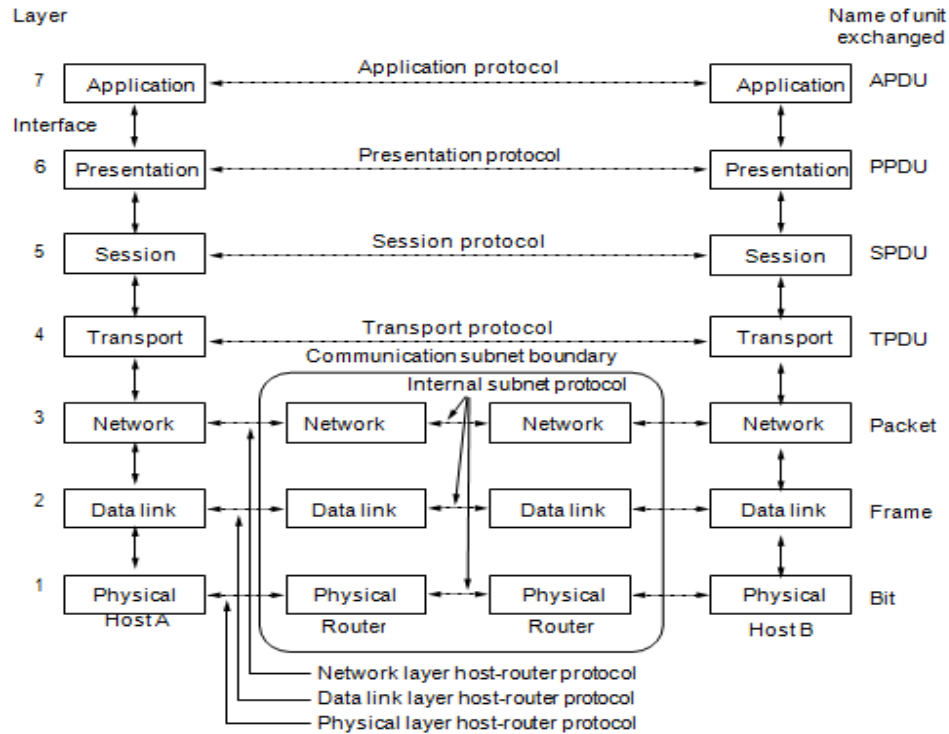 Layer
Name of unit
exchanged
Application protocol
7
Application
Application
APDU
Interface
Presentation protocol
6
Presentation
Presentation
PPDU
Session protocol
5
Session
Session
SPDU
Transport protocol
4
Transport
Transport
TPDU
Communication subnet boundary
Internal subnet protocol
3
Network
Network
Network
Network
Packet
2
Data link
Data link
Data link
Data link
Frame
1
Physical
Physical
Physical
Physical
Bit
Host A
Router
Router
Host B
Network layer host-router protocol
Data link layer host-router protocol
Physical layer host-router protocol